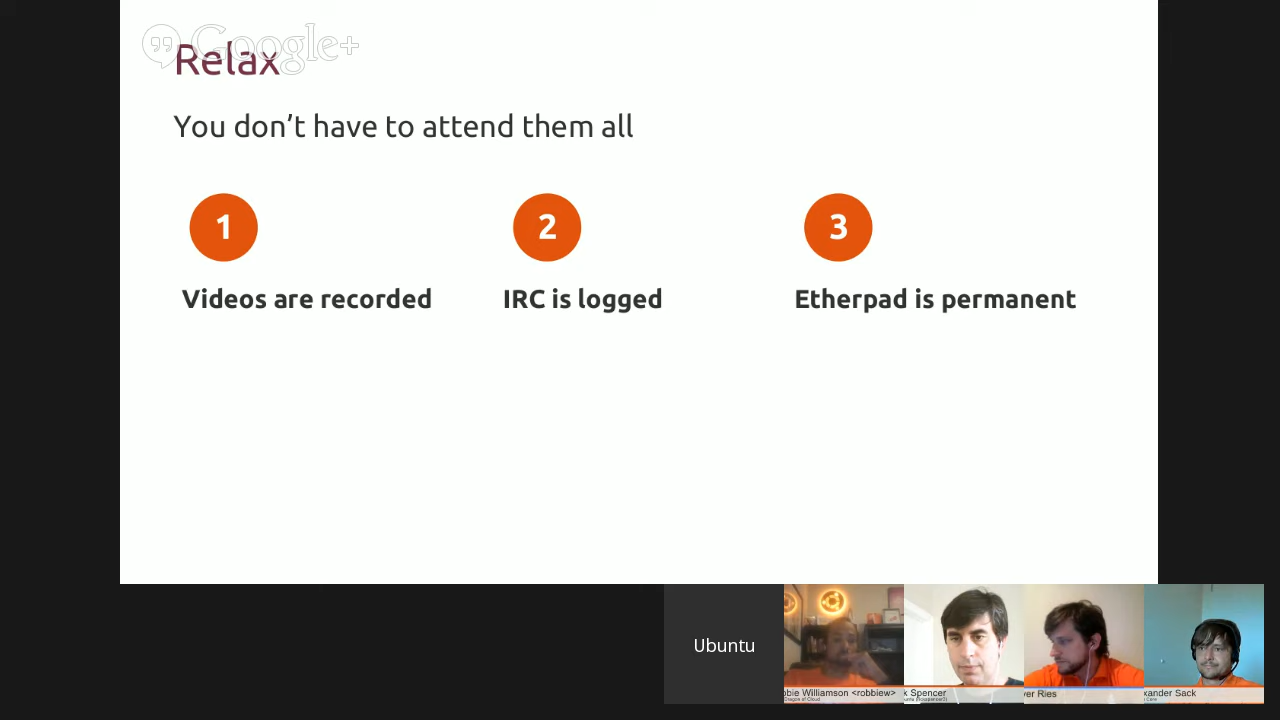 Google+
Relax
You don't have to attend them all
1
2
3
Videos are recorded
IRC is logged
Etherpad is permanent
Ubuntu
bie Williamson <robbiew>
k Spencer
ver Ries
xander Sack